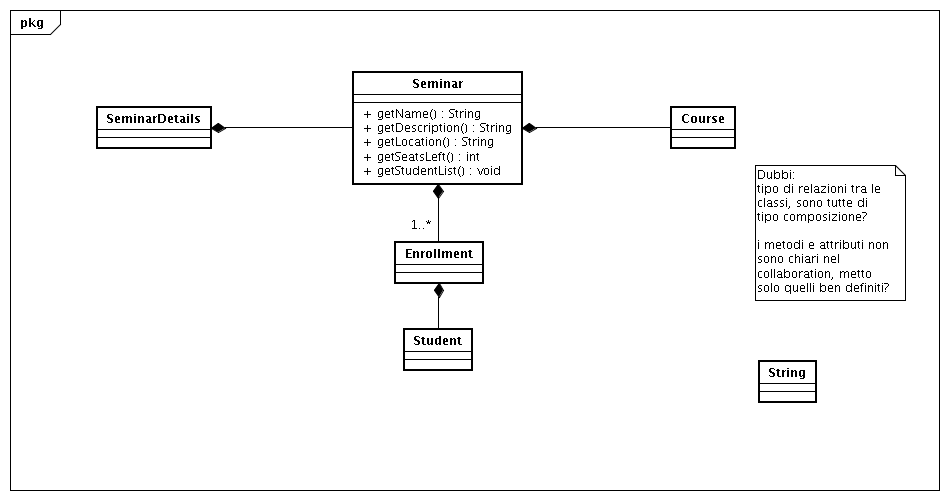 pkg
Seminar
+ getName() : String
+ getDescription() : String
+ getLocation() : String
+ getSeatsLeft() : int
+ getStudentList() : void
SeminarDetails
Course
Dubbi:
tipo di relazioni tra le
classi, sono tutte di
tipo composizione?
i metodi e attributi non
sono chiari nel
collaboration, metto
solo quelli ben definiti?
1..*
Enrollment
Student
String